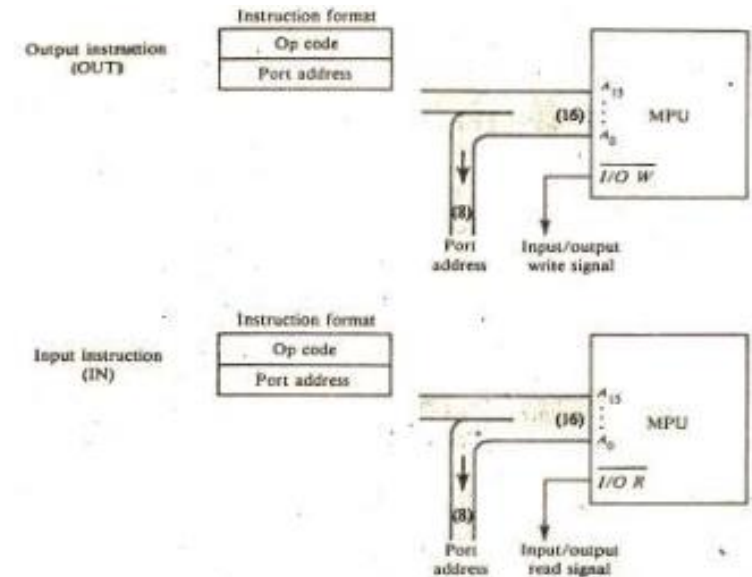 Instruction format
Output instruction
(OUT)
Op code
Port address
A15
(16)
MPU
A0
I/O W
(8)
Port
address
Input/output
write signal
Instruction format
Input instruction
(IN)
Op code
Port address
A15
(16)
MPU
A0
I/O R
(8)
Port
address
Input/output
read signal